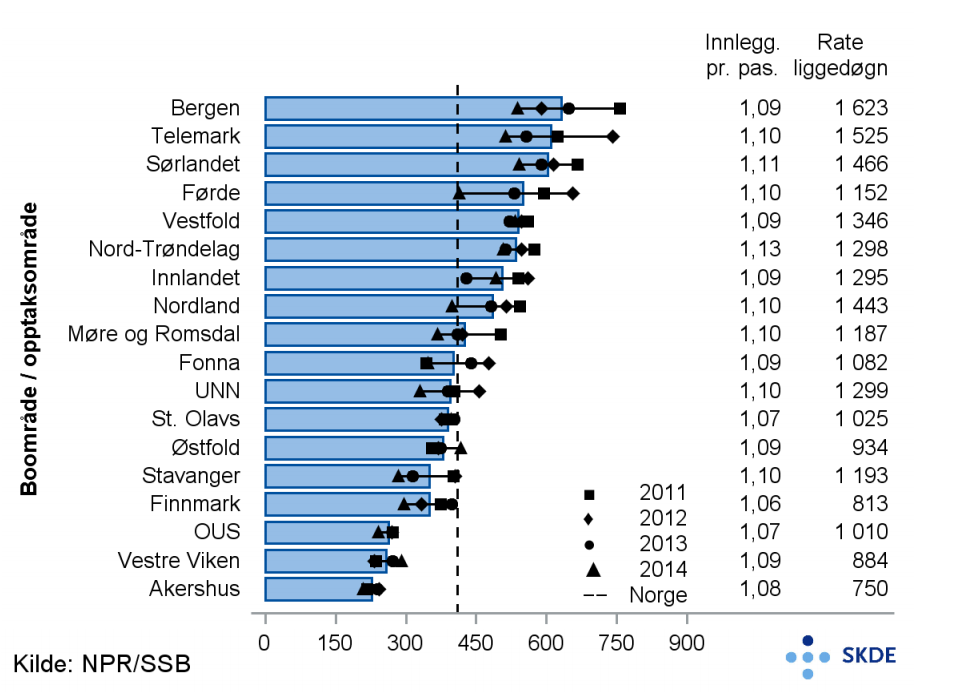 Innlegg. Rate
pr. pas. liggedøgn
Bergen 1,09 1 623
Telemark 1,10 1 525
Sørlandet 1,11 1 466
Førde 1,10 1 152
Vestfold 1,09 1 346
Nord-Trøndelag 1,13 1 298
Innlandet 1,09 1 295
Nordland 1,10 1 443
Møre og Romsdal 1,10 1 187
Fonna 1,09 1 082
UNN 1,10 1 299
St. Olavs 1,07 1 025
Østfold 1,09 934
Stavanger 1,10 1 193
Finnmark 1,06 813
OUS 1,07 1 010
Vestre Viken 1,09 884
Akershus 1,08 750
Boområde / opptaksområde
2011
2012
2013
2014
Norge
0 150 300 450 600 750 900
Kilde: NPR/SSB
SKDE